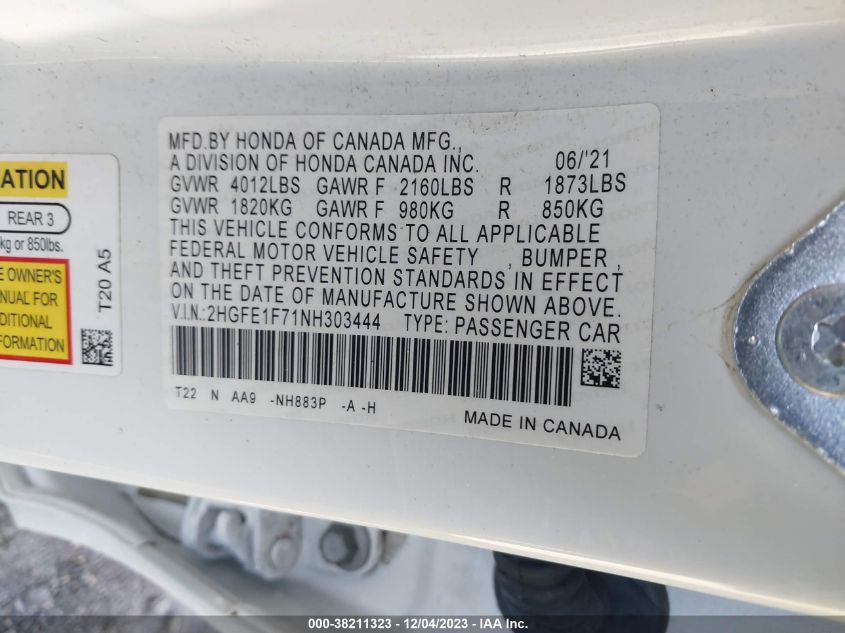 MFD.BY HONDA OF CANADA MFG.,
A DIVISION OF HONDA CANADA INC. 06/'21
GVWR 4012LBS GAWR F 2160LBS R 1873LBS
GVWR 1820KG GAWR F 980KG R 850KG
THIS VEHICLE CONFORMS TO ALL APPLICABLE
FEDERAL MOTOR VEHICLE SAFETY , BUMPER ,
AND THEFT PREVENTION STANDARDS IN EFFECT
ON THE DATE OF MANUFACTURE SHOWN ABOVE.
V.I.N.:2HGFE1F71NH303444 TYPE: PASSENGER CAR
T22 N AA9 -NH883P -A -H
MADE IN CANADA
ATION
REAR 3
kg or 850lbs.
E OWNER'S
NUAL FOR
DDITIONAL
ORMATION
T20 A5
000-38211323 - 12/04/2023 - IAA Inc.